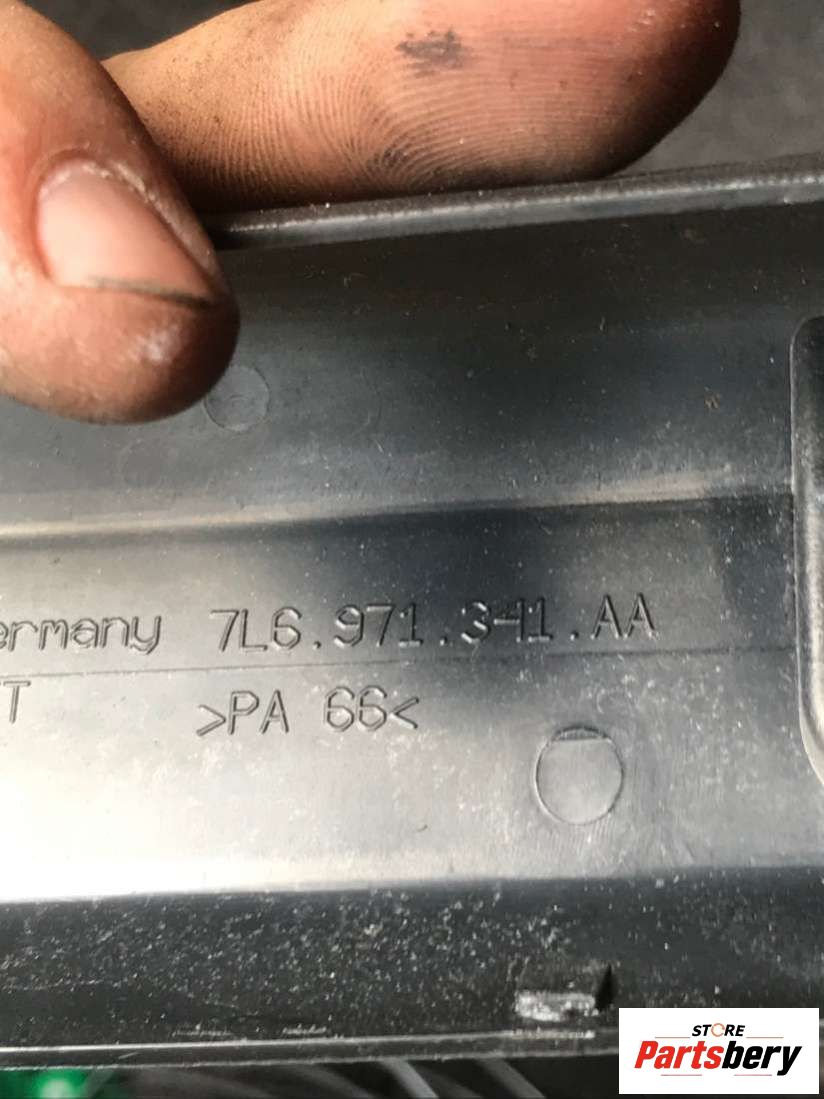 ermany 7L6.971.341.AA
T >PA 66<
STORE
Partsbery